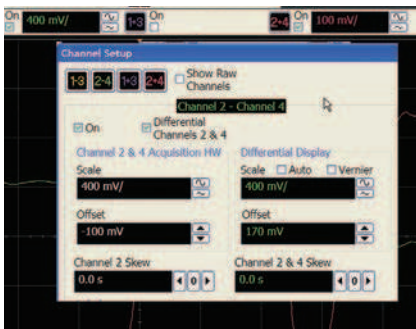 On 400 mV/ 1+3 On 2+4 On 100 mV/
Channel Setup
1-3 2-4 1+3 2+4 Show Raw Channels
Channel 2 - Channel 4
On Differential Channels 2 & 4
Channel 2 & 4 Acquisition HW Differential Display
Scale Scale Auto Vernier
400 mV/ 400 mV/
Offset Offset
-100 mV 170 mV
Channel 2 Skew Channel 2 & 4 Skew
0.0 s 0 0.0 s 0